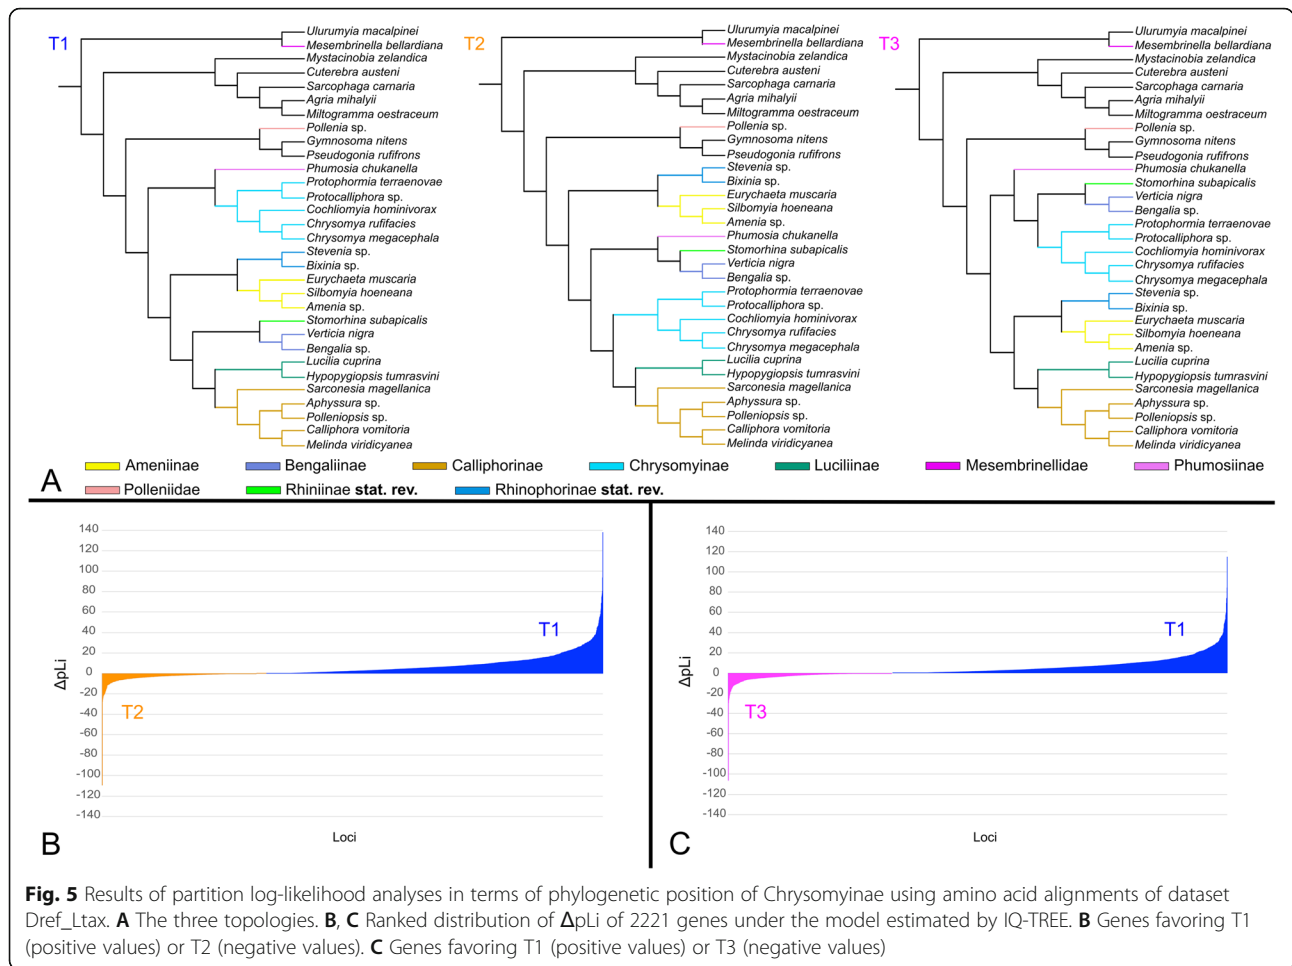 T1
Ulurumyia macalpinei
Mesembrinella bellardiana
Mystacinobia zelandica
Cuterebra austeni
Sarcophaga carnaria
Agria mihalyii
Miltogramma oestraceum
Pollenia sp.
Gymnosoma nitens
Pseudogonia rufifrons
Phumosia chukanella
Protophormia terraenovae
Protocalliphora sp.
Cochliomyia hominivorax
Chrysomya rufifacies
Chrysomya megacephala
Stevenia sp.
Bixinia sp.
Eurychaeta muscaria
Silbomyia hoeneana
Amenia sp.
Stomorhina subapicalis
Verticia nigra
Bengalia sp.
Lucilia cuprina
Hypopygiopsis tumrasvini
Sarconesia magellanica
Aphyssura sp.
Polleniopsis sp.
Calliphora vomitoria
Melinda viridicyanea
T2
Ulurumyia macalpinei
Mesembrinella bellardiana
Mystacinobia zelandica
Cuterebra austeni
Sarcophaga carnaria
Agria mihalyii
Miltogramma oestraceum
Pollenia sp.
Gymnosoma nitens
Pseudogonia rufifrons
Stevenia sp.
Bixinia sp.
Eurychaeta muscaria
Silbomyia hoeneana
Amenia sp.
Phumosia chukanella
Stomorhina subapicalis
Verticia nigra
Bengalia sp.
Protophormia terraenovae
Protocalliphora sp.
Cochliomyia hominivorax
Chrysomya rufifacies
Chrysomya megacephala
Lucilia cuprina
Hypopygiopsis tumrasvini
Sarconesia magellanica
Aphyssura sp.
Polleniopsis sp.
Calliphora vomitoria
Melinda viridicyanea
T3
Ulurumyia macalpinei
Mesembrinella bellardiana
Mystacinobia zelandica
Cuterebra austeni
Sarcophaga carnaria
Agria mihalyii
Miltogramma oestraceum
Pollenia sp.
Gymnosoma nitens
Pseudogonia rufifrons
Phumosia chukanella
Stomorhina subapicalis
Verticia nigra
Bengalia sp.
Protophormia terraenovae
Protocalliphora sp.
Cochliomyia hominivorax
Chrysomya rufifacies
Chrysomya megacephala
Stevenia sp.
Bixinia sp.
Eurychaeta muscaria
Silbomyia hoeneana
Amenia sp.
Lucilia cuprina
Hypopygiopsis tumrasvini
Sarconesia magellanica
Aphyssura sp.
Polleniopsis sp.
Calliphora vomitoria
Melinda viridicyanea
A
Ameniinae Bengaliinae Calliphorinae Chrysomyinae Luciliinae Mesembrinellidae Phumosiinae
Polleniidae Rhiniinae stat. rev. Rhinophorinae stat. rev.
140
120
100
80
60
40
20
0
-20
-40
-60
-80
-100
-120
-140
ΔpLi
T1
T2
Loci
B
140
120
100
80
60
40
20
0
-20
-40
-60
-80
-100
-120
-140
ΔpLi
T1
T3
Loci
C
Fig. 5 Results of partition log-likelihood analyses in terms of phylogenetic position of Chrysomyinae using amino acid alignments of dataset
Dref_Ltax. A The three topologies. B, C Ranked distribution of ΔpLi of 2221 genes under the model estimated by IQ-TREE. B Genes favoring T1
(positive values) or T2 (negative values). C Genes favoring T1 (positive values) or T3 (negative values)